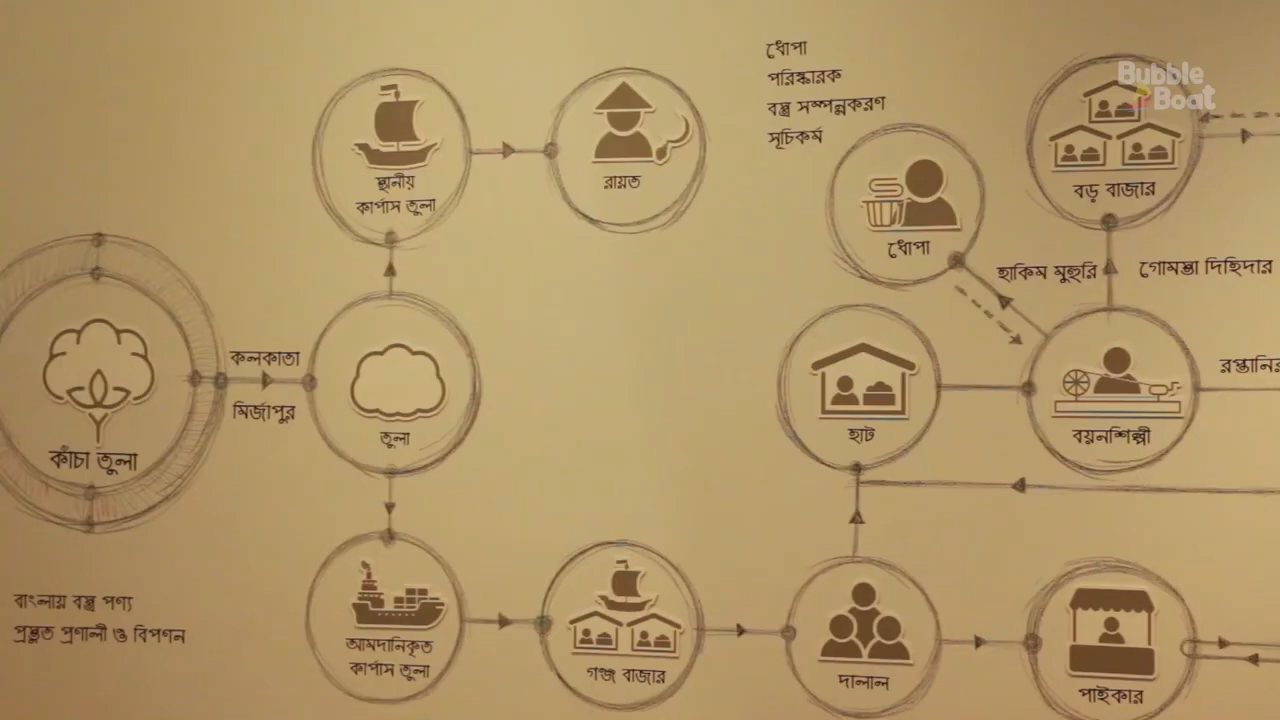 ধোপা
পরিস্কারক
বস্ত্র সম্পন্নকরণ
সূচিকর্ম
Bubble
Boat
স্থানীয়
কার্পাস তুলা
রায়ত
ধোপা
বড় বাজার
হাকিম মুহুরি
গোমস্তা দিহিদার
কলকাতা
মির্জাপুর
কাঁচা তুলা
তুলা
হাট
বয়নশিল্পী
বাংলায় বস্ত্র পণ্য
প্রস্তুত প্রণালী ও বিপণন
আমদানিকৃত
কার্পাস তুলা
গঞ্জ বাজার
দালাল
পাইকার